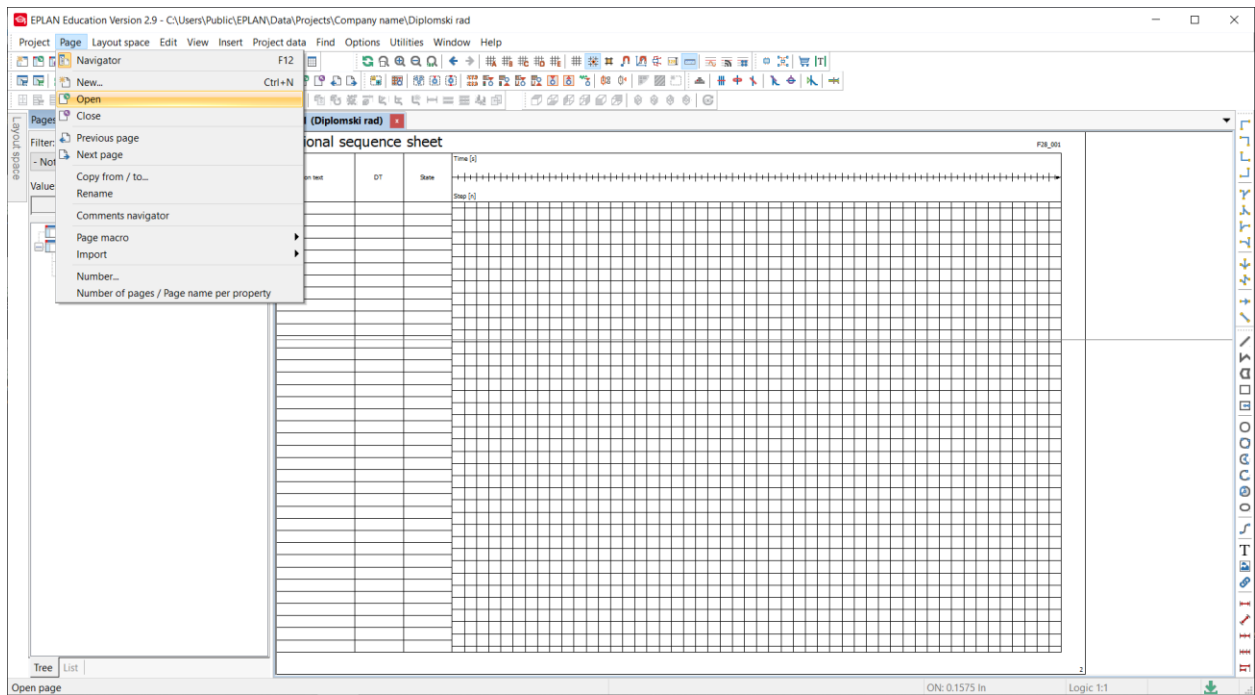 EPLAN Education Version 2.9 - C:\Users\Public\EPLAN\Data\Projects\Company name\Diplomski rad
Project Page Layout space Edit View Insert Project data Find Options Utilities Window Help
Navigator F12
New... Ctrl+N
Open
Close
Previous page
Next page
Copy from / to...
Rename
Comments navigator
Page macro
Import
Number...
Number of pages / Page name per property
Layout space
Pages
Filter:
- Not
Value
(Diplomski rad)
ional sequence sheet
F28_001
on text DT State
Time [s]
Step [n]
2
Tree List
Open page ON: 0.1575 In Logic 1:1